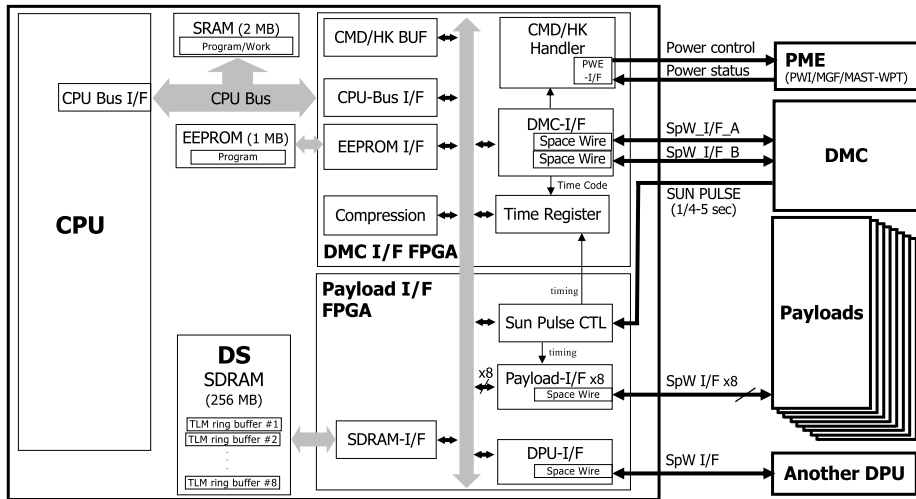 SRAM (2 MB)
Program/Work
CPU Bus I/F
CPU Bus
EEPROM (1 MB)
Program
CPU
DS
SDRAM
(256 MB)
TLM ring buffer #1
TLM ring buffer #2
.
.
.
TLM ring buffer #8
CMD/HK BUF
CPU-Bus I/F
EEPROM I/F
Compression
DMC I/F FPGA
CMD/HK
Handler
PWE
-I/F
DMC-I/F
Space Wire
Space Wire
Time Code
Time Register
timing
Payload I/F
FPGA
Sun Pulse CTL
timing
x8
Payload-I/F x8
Space Wire
SDRAM-I/F
DPU-I/F
Space Wire
Power control
Power status
SpW_I/F_A
SpW_I/F_B
SUN PULSE
(1/4-5 sec)
SpW I/F x8
SpW I/F
PME
(PWI/MGF/MAST-WPT)
DMC
Payloads
Another DPU